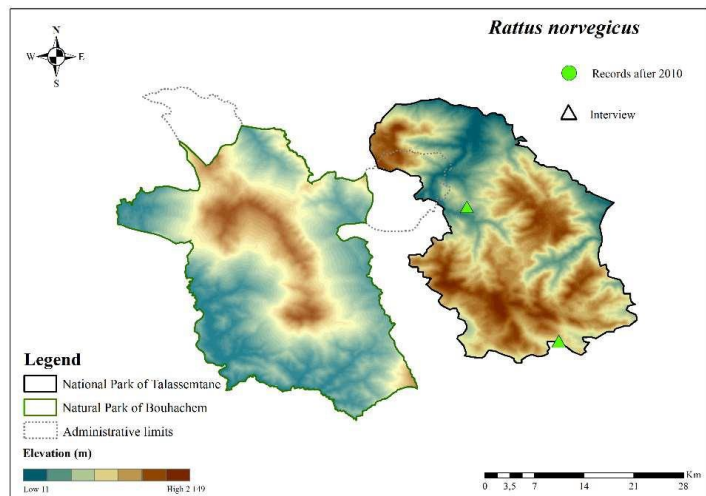 Rattus norvegicus
N
W E
S
Records after 2010
Interview
Legend
National Park of Talassemtane
Natural Park of Bouhachem
Administrative limits
Elevation (m)
Low 11 High 2 149
Km
0 3,5 7 14 21 28